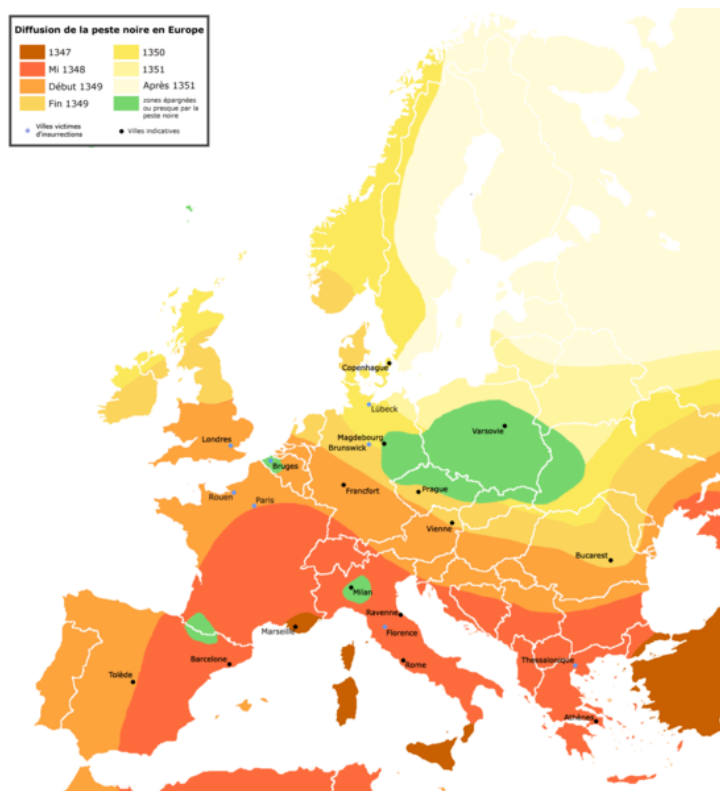 Diffusion de la peste noire en Europe
1347
Mi 1348
Début 1349
Fin 1349
1350
1351
Après 1351
zones épargnées
ou presque par la
peste noire
Villes victimes
d'insurrections
Villes indicatives
Copenhague
Lübeck
Varsovie
Londres
Magdebourg
Brunswick
Bruges
Rouen
Paris
Francfort
Prague
Vienne
Bucarest
Milan
Ravenne
Marseille
Florence
Barcelone
Rome
Thessalonique
Tolède
Athènes